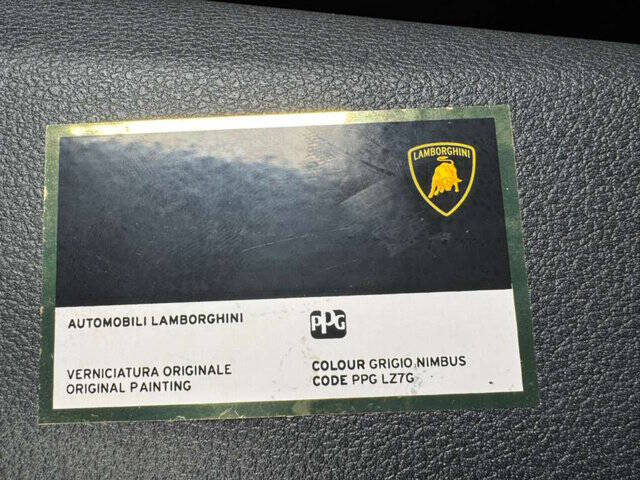 LAMBORGHINI
AUTOMOBILI LAMBORGHINI
PPG
VERNICIATURA ORIGINALE
ORIGINAL PAINTING
COLOUR GRIGIO NIMBUS
CODE PPG LZ7G